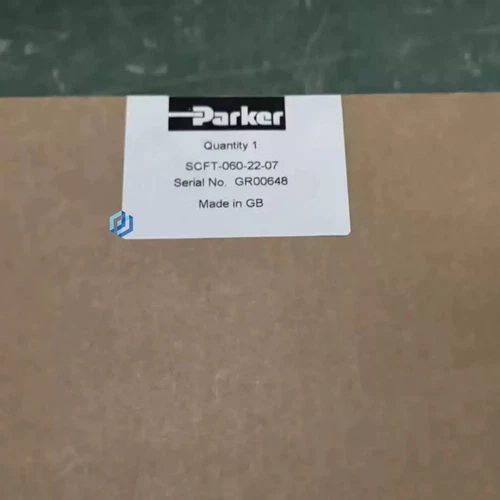 Parker
Quantity 1
SCFT-060-22-07
Serial No. GR00648
Made in GB